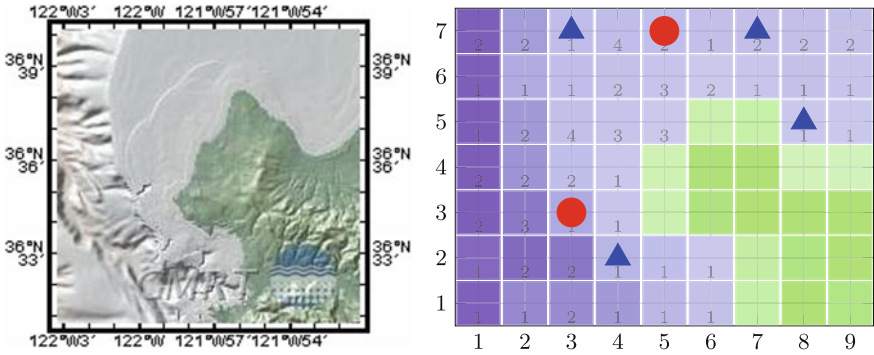 122°W3′ 122°W 121°W57′ 121°W54′
36°N 36°N
39′ 39′
36°N 36°N
36′ 36′
36°N 36°N
33′ 33′
GMRT
122°W3′ 122°W 121°W57′ 121°W54′
7 2 2 1 4 2 1 2 2 2
6 1 1 1 2 3 2 1 1 1
5 1 2 4 3 3 1 1
4 2 2 2 1
3 2 3 1 1
2 1 2 2 1 1 1
1 1 1 2 1 1 1
1 2 3 4 5 6 7 8 9